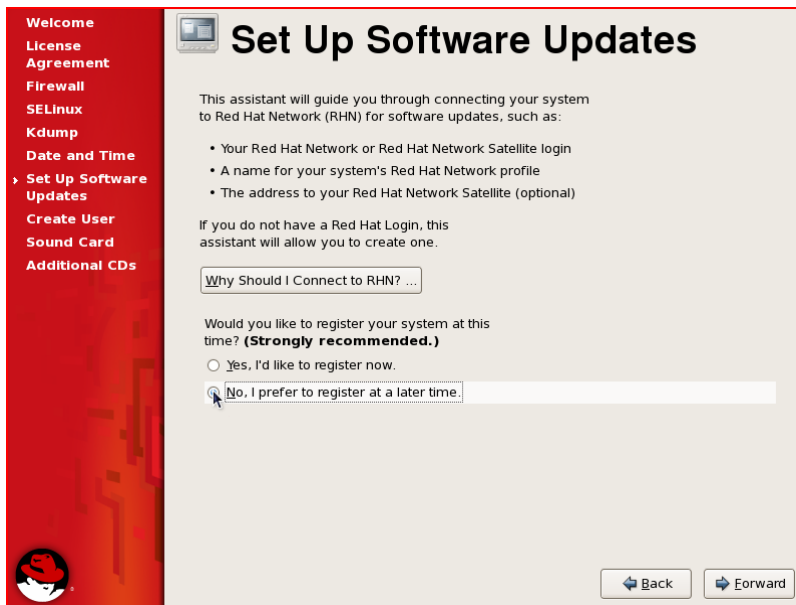 Welcome
License
Agreement
Firewall
SELinux
Kdump
Date and Time
Set Up Software
Updates
Create User
Sound Card
Additional CDs
Set Up Software Updates
This assistant will guide you through connecting your system
to Red Hat Network (RHN) for software updates, such as:
• Your Red Hat Network or Red Hat Network Satellite login
• A name for your system's Red Hat Network profile
• The address to your Red Hat Network Satellite (optional)
If you do not have a Red Hat Login, this
assistant will allow you to create one.
Why Should I Connect to RHN? ...
Would you like to register your system at this
time? (Strongly recommended.)
Yes, I'd like to register now.
No, I prefer to register at a later time.
Back
Forward